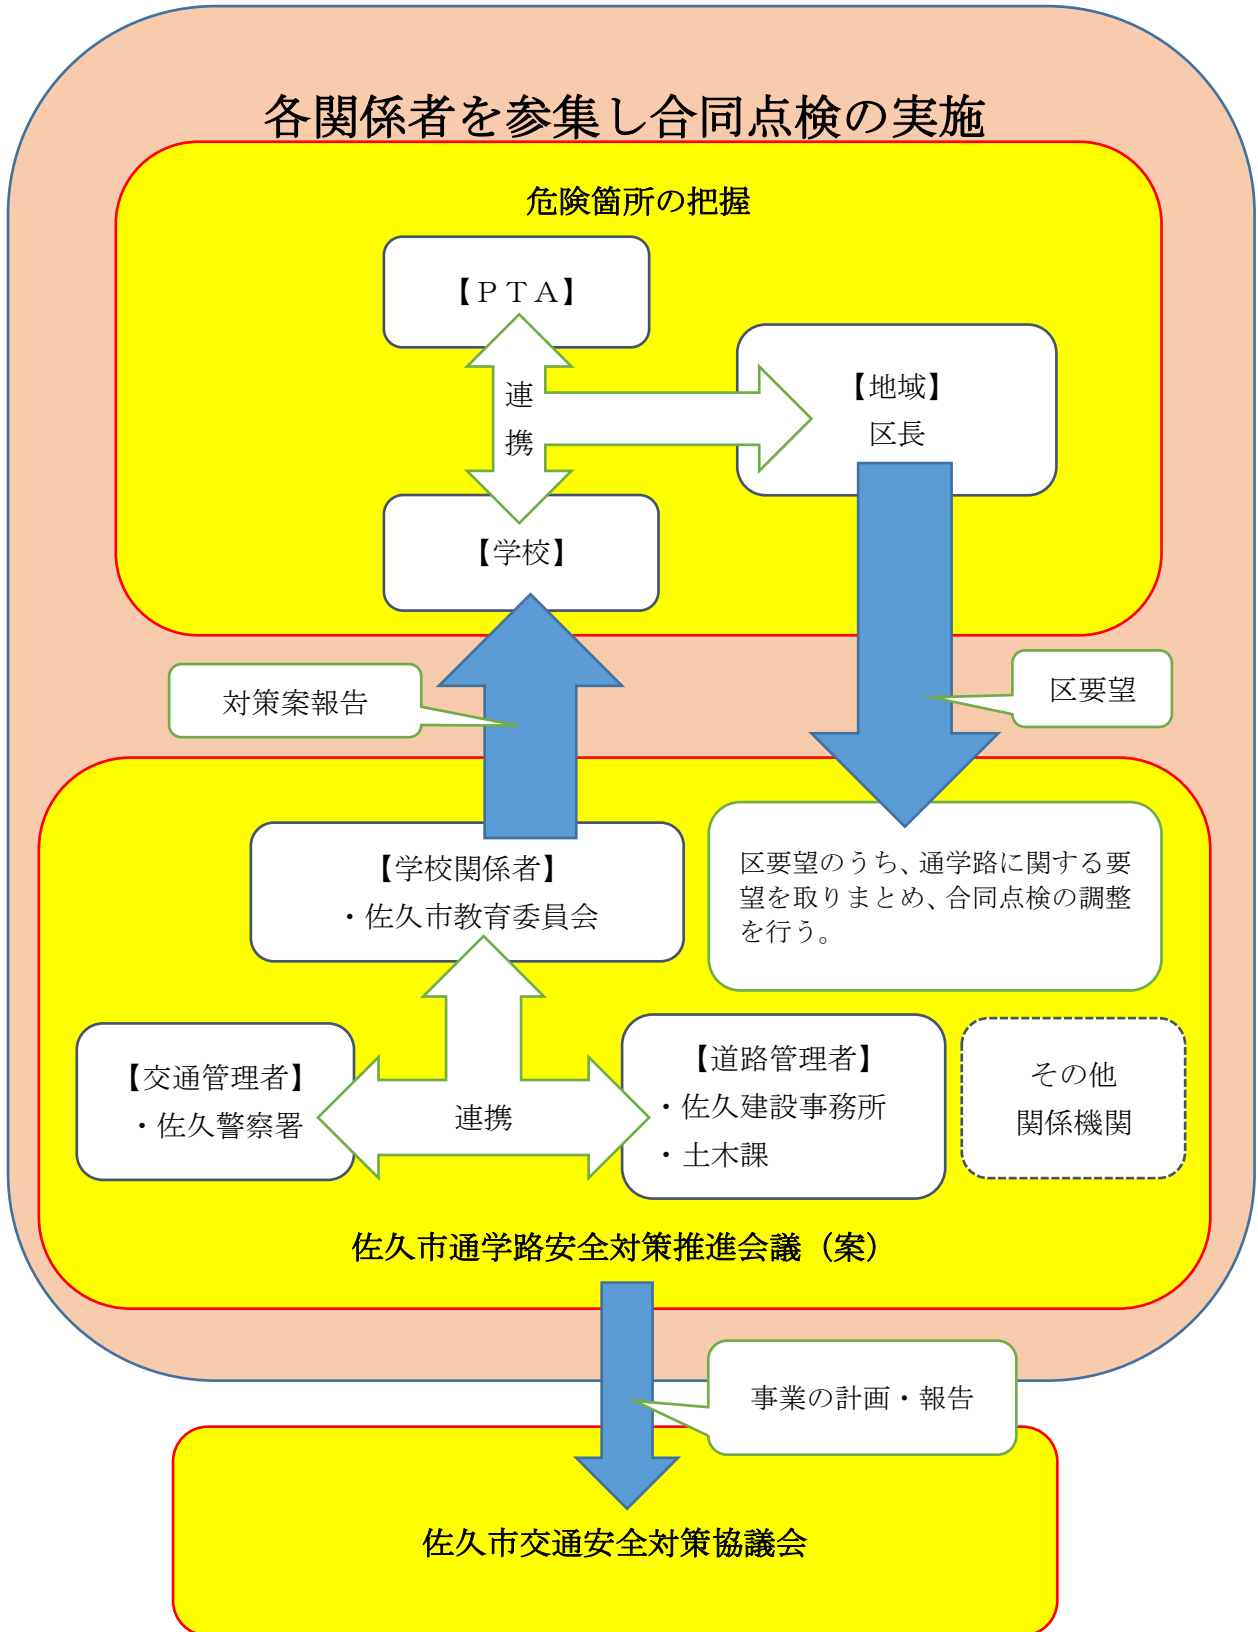 各関係者を参集し合同点検の実施
危険箇所の把握
【ＰＴＡ】
連
携
【地域】
区長
【学校】
対策案報告
区要望
【学校関係者】
・佐久市教育委員会
区要望のうち、通学路に関する要
望を取りまとめ、合同点検の調整
を行う。
【交通管理者】
・佐久警察署
連携
【道路管理者】
・佐久建設事務所
・土木課
その他
関係機関
佐久市通学路安全対策推進会議（案）
事業の計画・報告
佐久市交通安全対策協議会